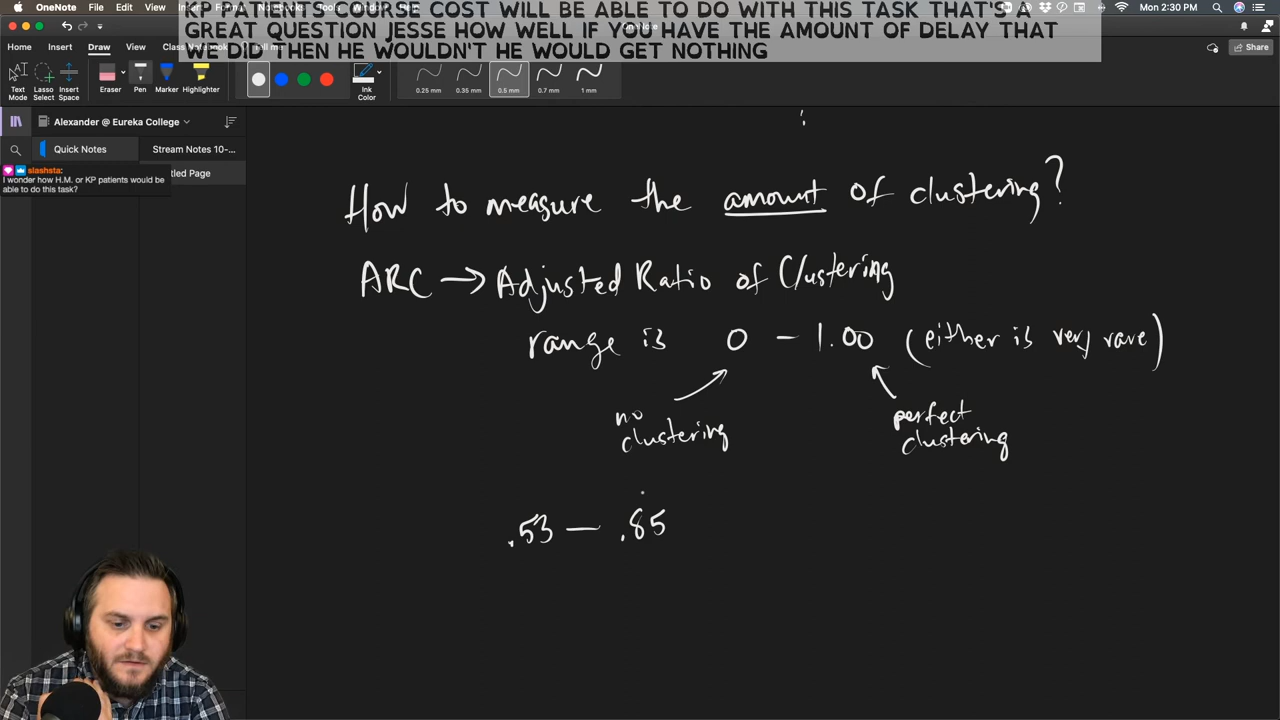 OneNote File Edit Mon 2:30 PM
KP PATIENT'S COURSE COST WILL BE ABLE TO DO WITH THIS TASK THAT'S A
GREAT QUESTION JESSE HOW WELL IF YOU HAVE THE AMOUNT OF DELAY THAT
WE DID THEN HE WOULDN'T HE WOULD GET NOTHING
Home Insert Draw View Class Notebook Tell me Share
Text Mode Lasso Select Insert Space Eraser Pen Marker Highlighter Ink Color 0.25 mm 0.35 mm 0.5 mm 0.7 mm 1 mm
Alexander @ Eureka College
Quick Notes Stream Notes 10-...
slashsta:
I wonder how H.M. or KP patients would be
able to do this task?
Page
How to measure the amount of clustering?
ARC → Adjusted Ratio of Clustering
range is 0 - 1.00 (either is very rare)
no clustering
perfect clustering
.53 — .85